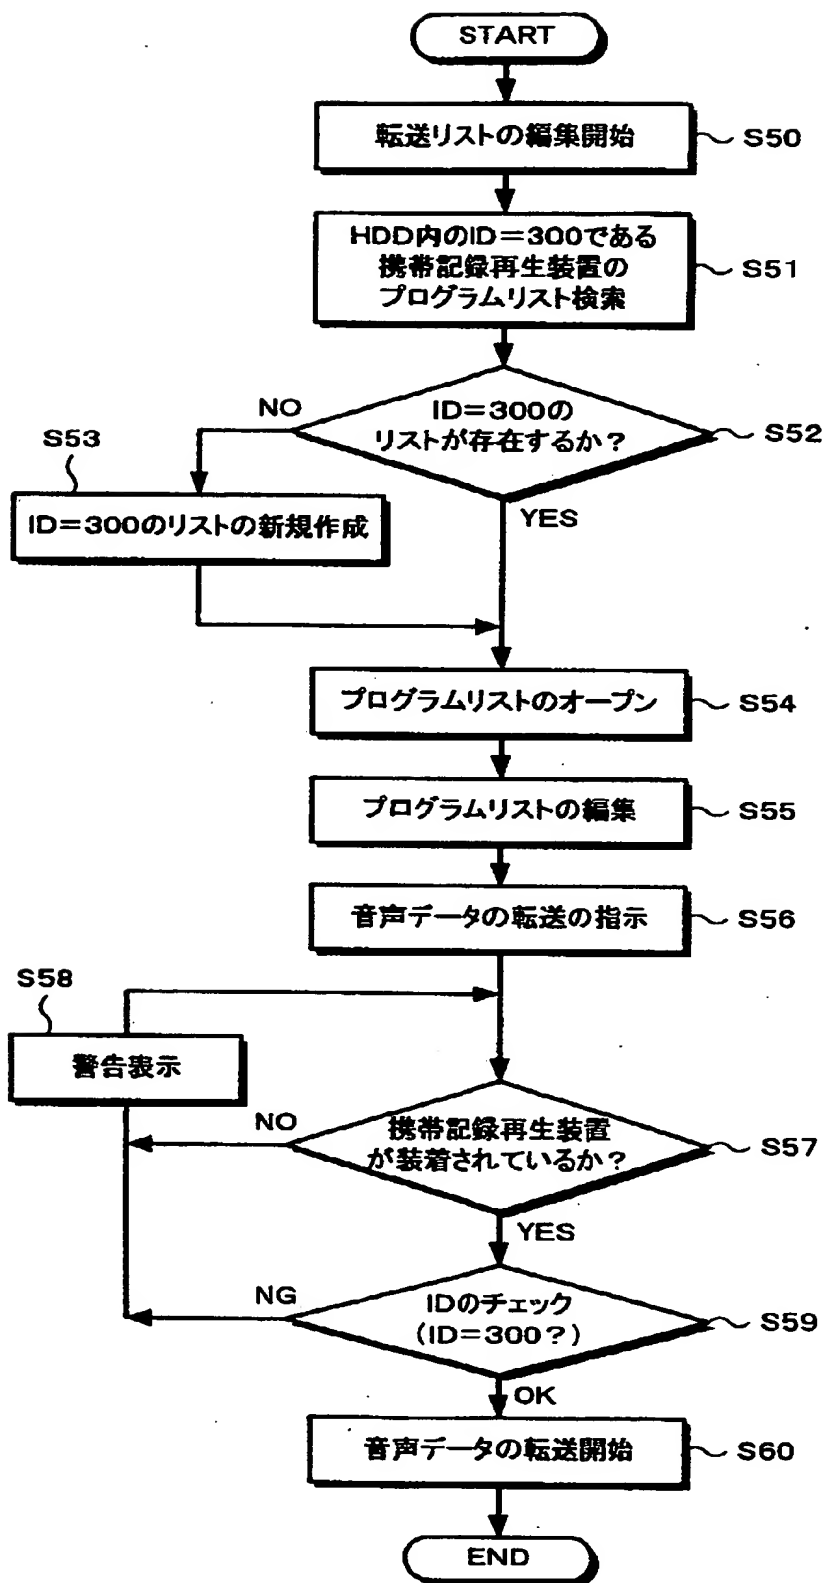 START
転送リストの編集開始
S50
HDD内のID=300である
携帯記録再生装置の
プログラムリスト検索
S51
ID=300の
リストが存在するか?
S52
NO
YES
S53
ID=300のリストの新規作成
プログラムリストのオープン
S54
プログラムリストの編集
S55
音声データの転送の指示
S56
S58
警告表示
携帯記録再生装置
が装着されているか?
S57
NO
YES
IDのチェック
(ID=300?)
S59
NG
OK
音声データの転送開始
S60
END